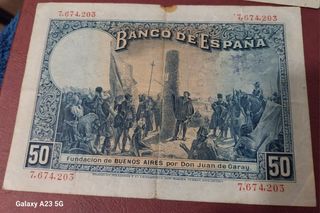 7,674,203
7,674,203
BANCO DE ESPAÑA
50
Fundación de BUENOS AIRES por Don Juan de Garay.
50
7,674,203
7,674,203
Galaxy A23 5G